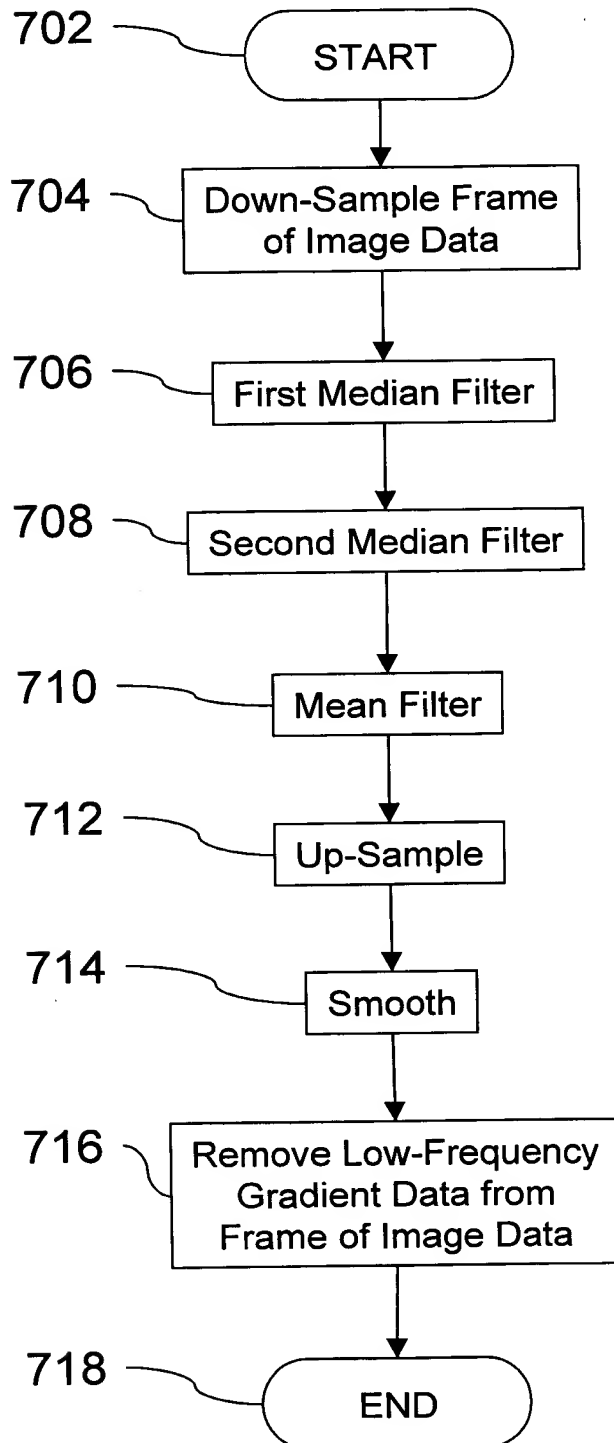 702
START
704
Down-Sample Frame
of Image Data
706
First Median Filter
708
Second Median Filter
710
Mean Filter
712
Up-Sample
714
Smooth
716
Remove Low-Frequency
Gradient Data from
Frame of Image Data
718
END